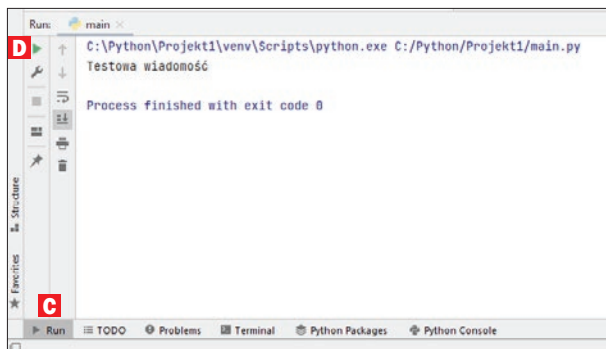 Run: main
D
C:\Python\Projekt1\venv\Scripts\python.exe C:/Python/Projekt1/main.py
Testowa wiadomość
Process finished with exit code 0
Structure
Favorites
C
Run TODO Problems Terminal Python Packages Python Console